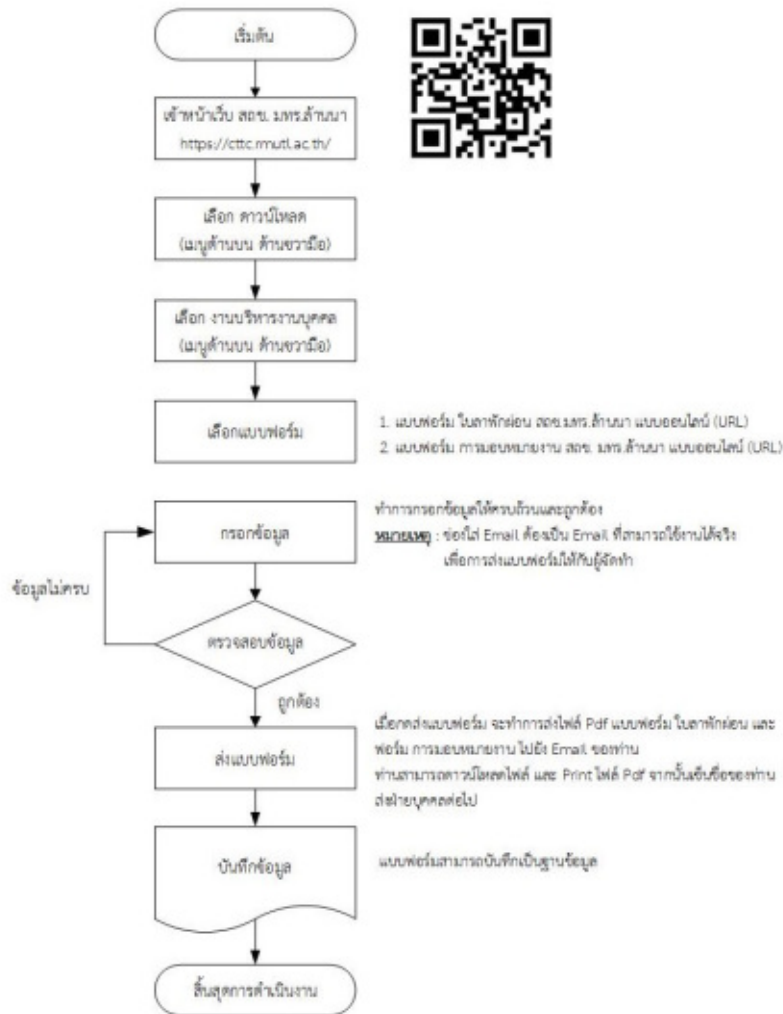 เริ่มต้น
เข้าหน้าเว็บ สถช. มทร.ล้านนา
https://cttc.rmutl.ac.th/
เลือก ดาวน์โหลด
(เมนูด้านบน ด้านขวามือ)
เลือก งานบริหารงานบุคคล
(เมนูด้านบน ด้านขวามือ)
เลือกแบบฟอร์ม
1. แบบฟอร์ม ใบลาพักผ่อน สถช.มทร.ล้านนา แบบออนไลน์ (URL)
2. แบบฟอร์ม การมอบหมายงาน สถช. มทร.ล้านนา แบบออนไลน์ (URL)
กรอกข้อมูล
ทำการกรอกข้อมูลให้ครบถ้วนและถูกต้อง
หมายเหตุ : ช่องใส่ Email ต้องเป็น Email ที่สามารถใช้งานได้จริง
เพื่อการส่งแบบฟอร์มให้กับผู้จัดทำ
ข้อมูลไม่ครบ
ตรวจสอบข้อมูล
ถูกต้อง
ส่งแบบฟอร์ม
เมื่อกดส่งแบบฟอร์ม จะทำการส่งไฟล์ Pdf แบบฟอร์ม ใบลาพักผ่อน และ
ฟอร์ม การมอบหมายงาน ไปยัง Email ของท่าน
ท่านสามารถดาวน์โหลดไฟล์ และ Print ไฟล์ Pdf จากนั้นเซ็นชื่อของท่าน
ส่งฝ่ายบุคคลต่อไป
บันทึกข้อมูล
แบบฟอร์มสามารถบันทึกเป็นฐานข้อมูล
สิ้นสุดการดำเนินงาน